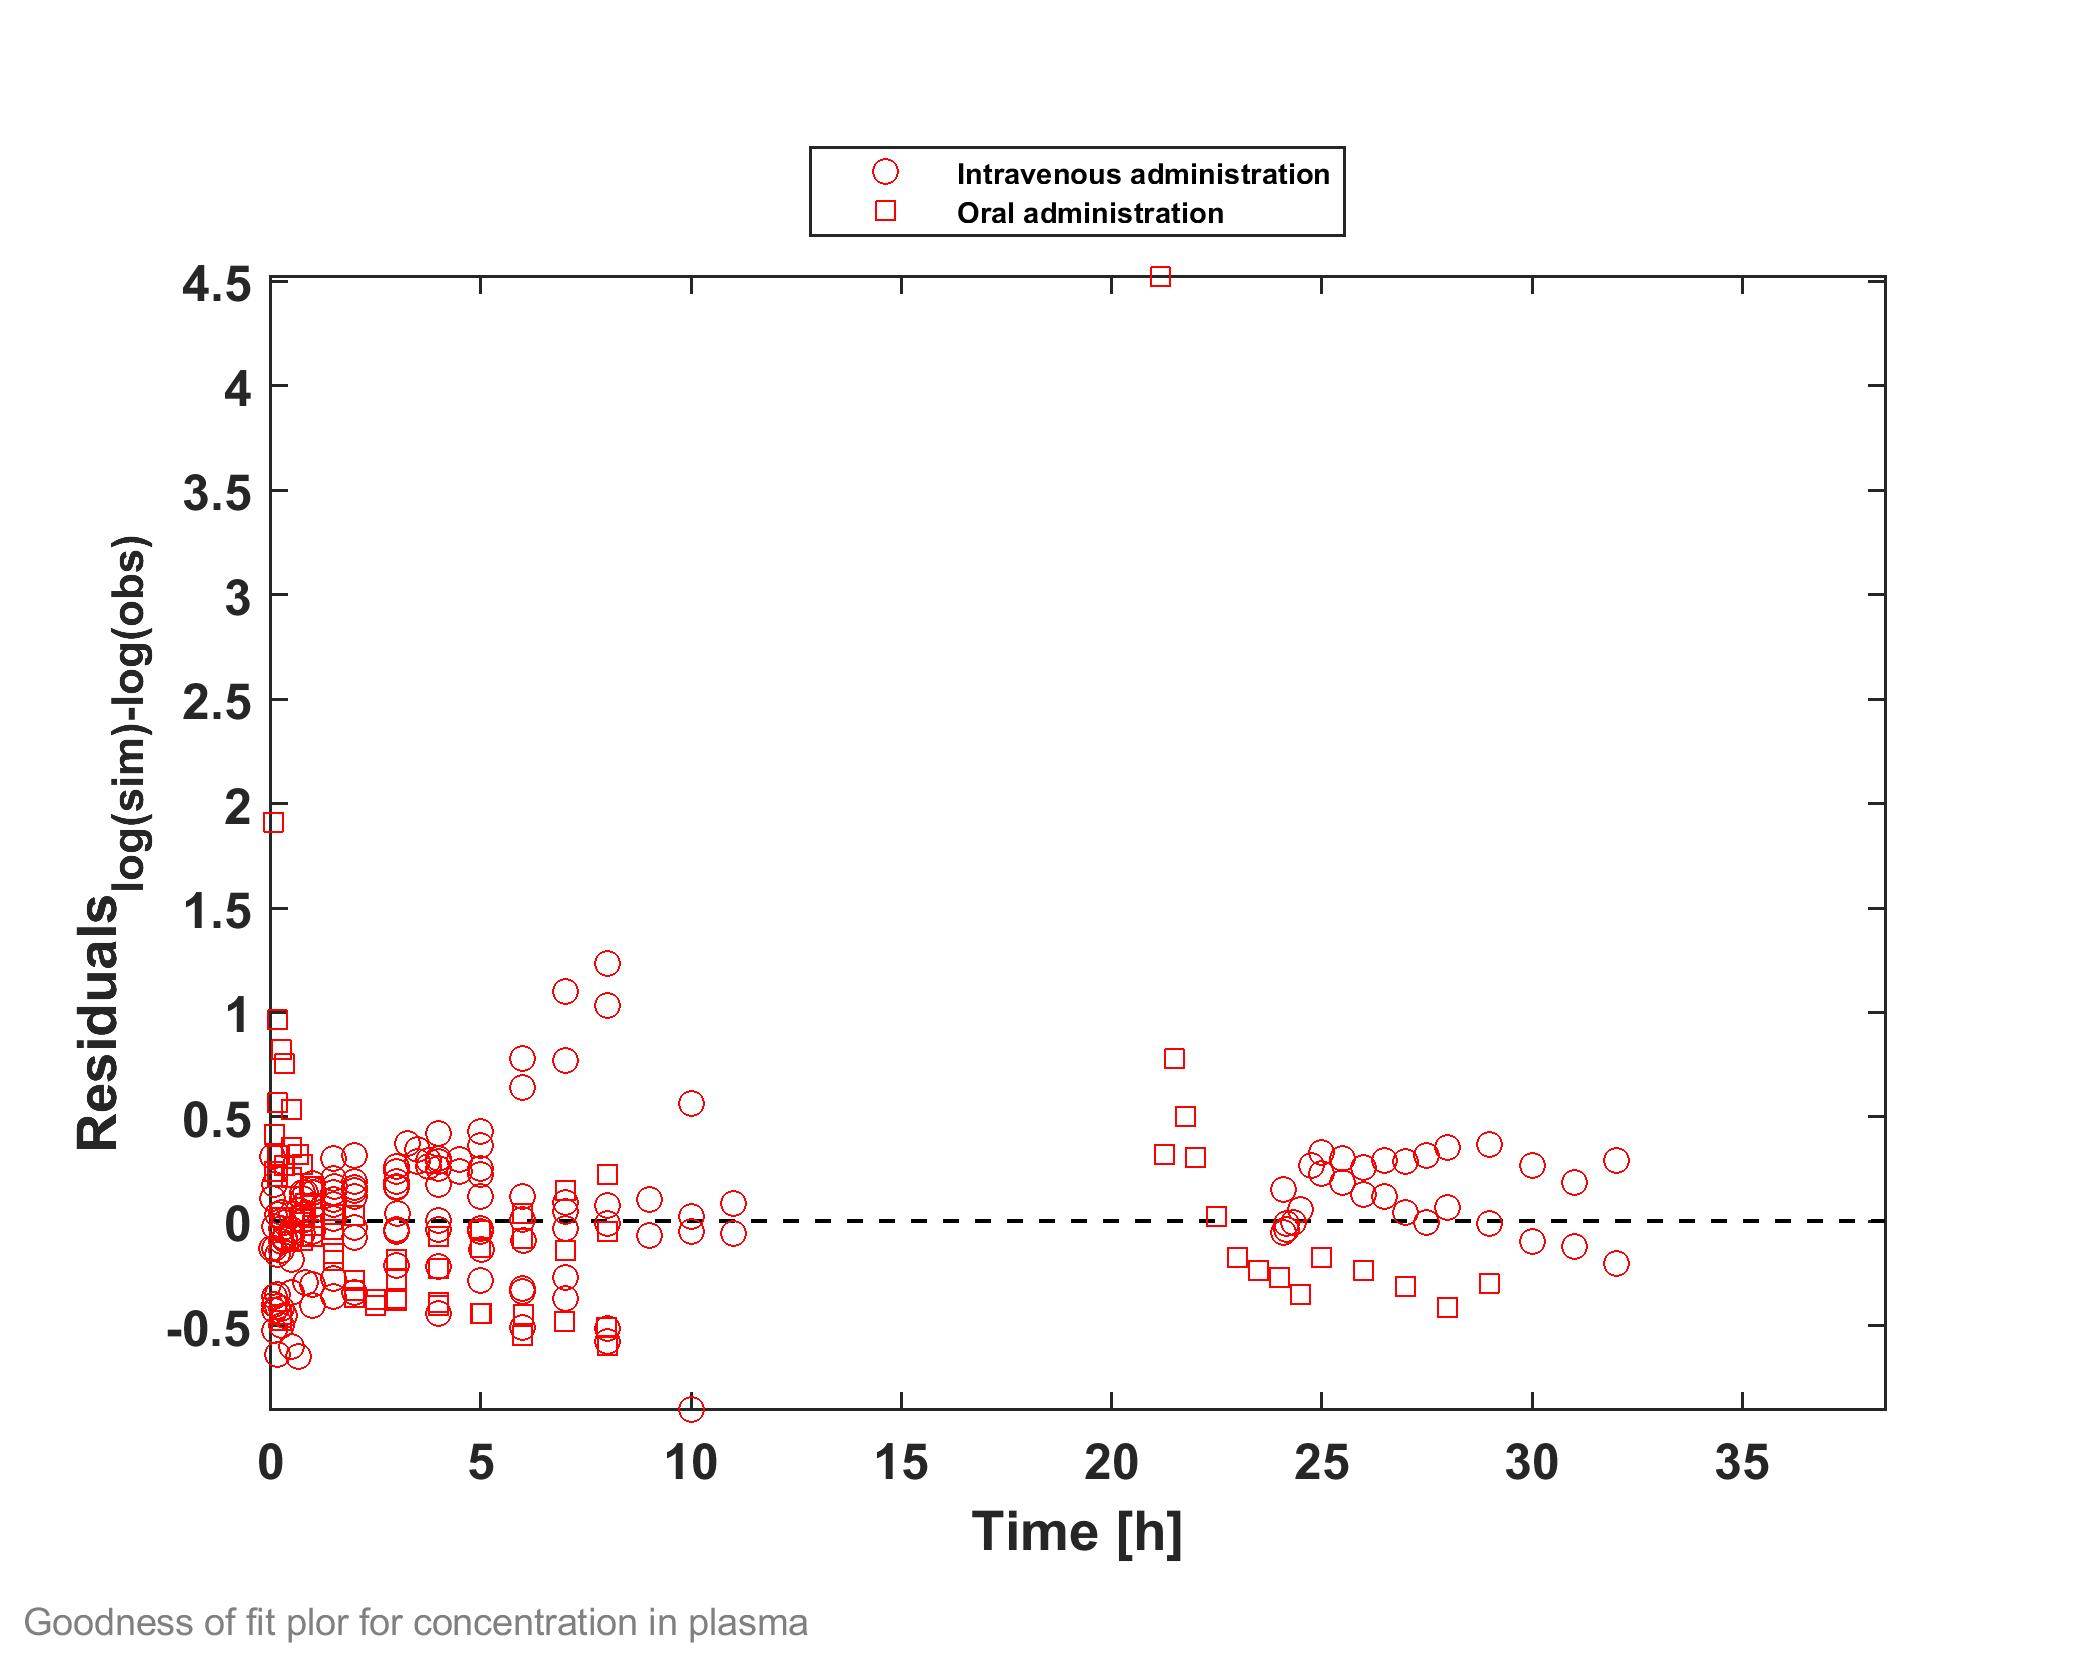 Intravenous administration
Oral administration
4.5
4
3.5
3
2.5
2
1.5
1
0.5
0
-0.5
Residuals log(sim)-log(obs)
0 5 10 15 20 25 30 35
Time [h]
Goodness of fit plor for concentration in plasma